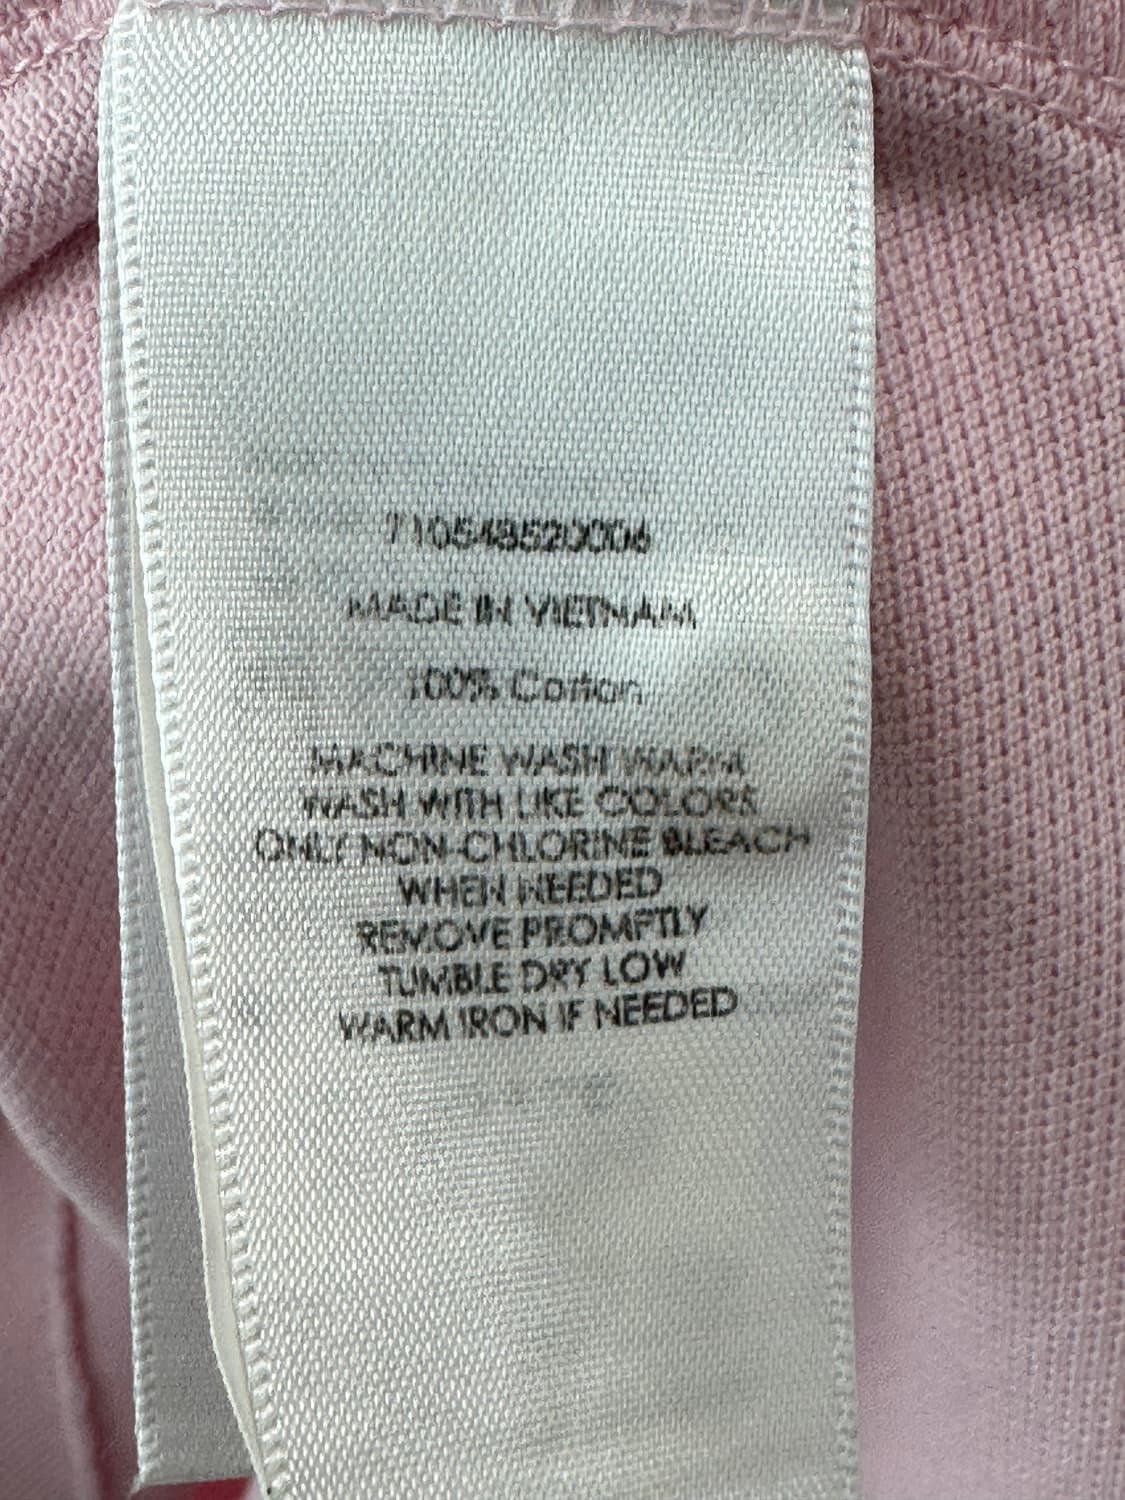 710548520006
MADE IN VIETNAM
100% Cotton
MACHINE WASH WARM
WASH WITH LIKE COLORS
ONLY NON-CHLORINE BLEACH
WHEN NEEDED
REMOVE PROMPTLY
TUMBLE DRY LOW
WARM IRON IF NEEDED